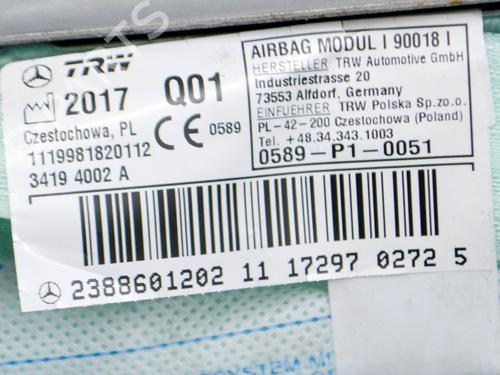 TRW
2017 Q01
Czestochowa, PL
0589
1119981820112
3419 4002 A
AIRBAG MODUL I 90018 I
HERSTELLER TRW Automotive GmbH
Industriestrasse 20
73553 Alfdorf, Germany
EINFUEHRER TRW Polska Sp.zo.o.
PL-42-200 Czestochowa (Poland)
Tel. +48.34.343.1003
0589-P1-0051
2388601202 11 17297 0272 5